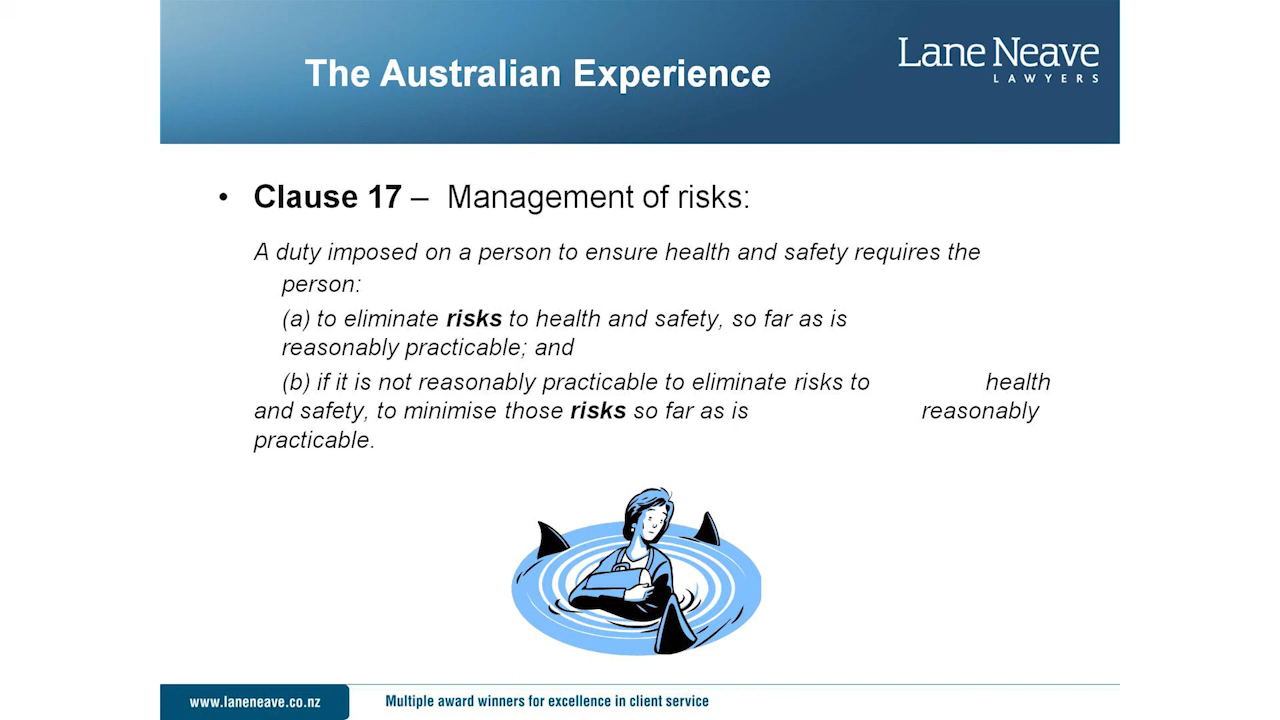 The Australian Experience
Lane Neave
LAWYERS
• Clause 17 – Management of risks:
A duty imposed on a person to ensure health and safety requires the
person:
(a) to eliminate risks to health and safety, so far as is
reasonably practicable; and
(b) if it is not reasonably practicable to eliminate risks to health
and safety, to minimise those risks so far as is reasonably
practicable.
www.laneneave.co.nz
Multiple award winners for excellence in client service